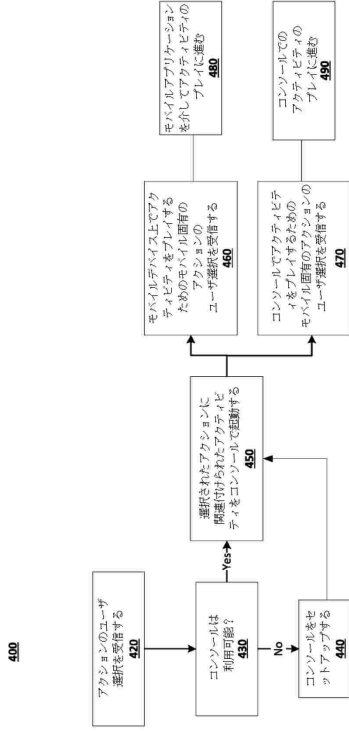 400
アクションのユーザ
選択を受信する
420
コンソールは
利用可能?
430
Yes
No
コンソールをセ
ットアップする
440
選択されたアクションに
関連付けられたアクティビ
ティをコンソールで起動する
450
モバイルデバイス上でアク
ティビティをプレイする
ためのモバイル固有の
アクションの
ユーザ選択を受信する
460
コンソールでアクティビテ
ィをプレイするための
モバイル固有のアクションの
ユーザ選択を受信する
470
モバイルアプリケーション
を介してアクティビティの
プレイに進む
480
コンソールでの
アクティビティの
プレイに進む
490